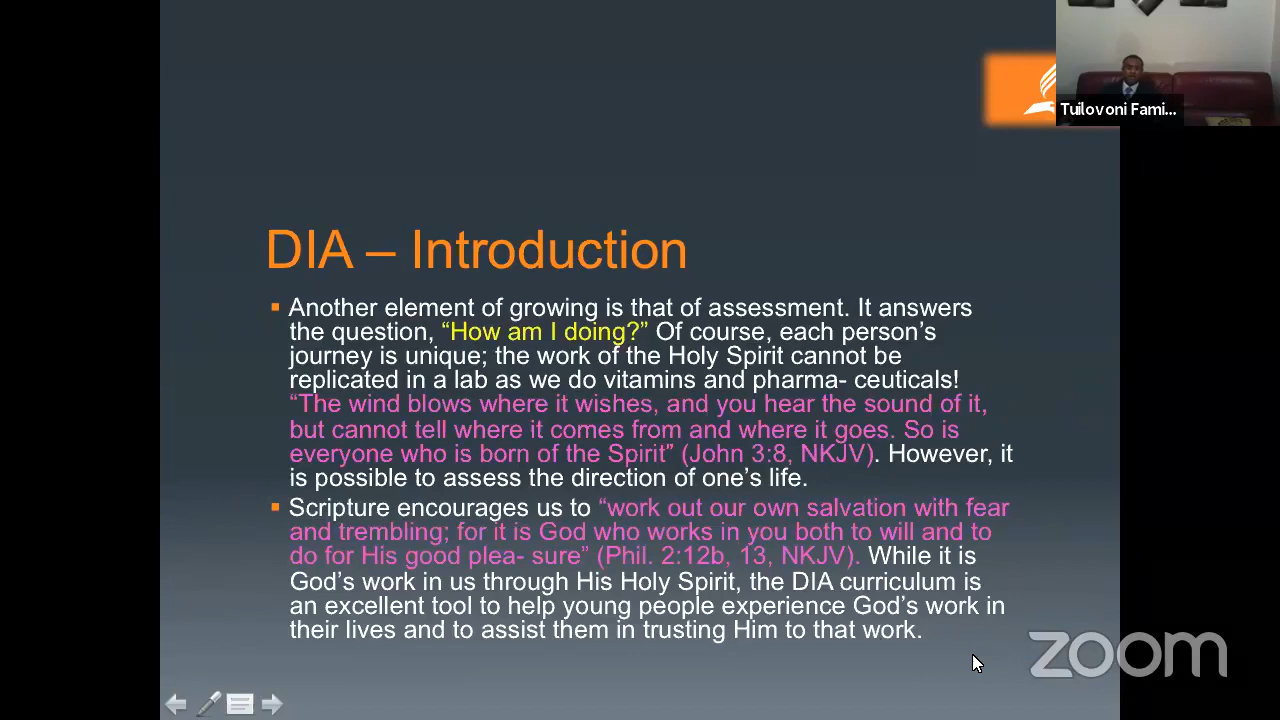 Tuilovoni Fami...
DIA – Introduction
Another element of growing is that of assessment. It answers
the question, “How am I doing?” Of course, each person’s
journey is unique; the work of the Holy Spirit cannot be
replicated in a lab as we do vitamins and pharma- ceuticals!
“The wind blows where it wishes, and you hear the sound of it,
but cannot tell where it comes from and where it goes. So is
everyone who is born of the Spirit” (John 3:8, NKJV). However, it
is possible to assess the direction of one’s life.
Scripture encourages us to “work out our own salvation with fear
and trembling; for it is God who works in you both to will and to
do for His good plea- sure” (Phil. 2:12b, 13, NKJV). While it is
God’s work in us through His Holy Spirit, the DIA curriculum is
an excellent tool to help young people experience God’s work in
their lives and to assist them in trusting Him to that work.
zoom